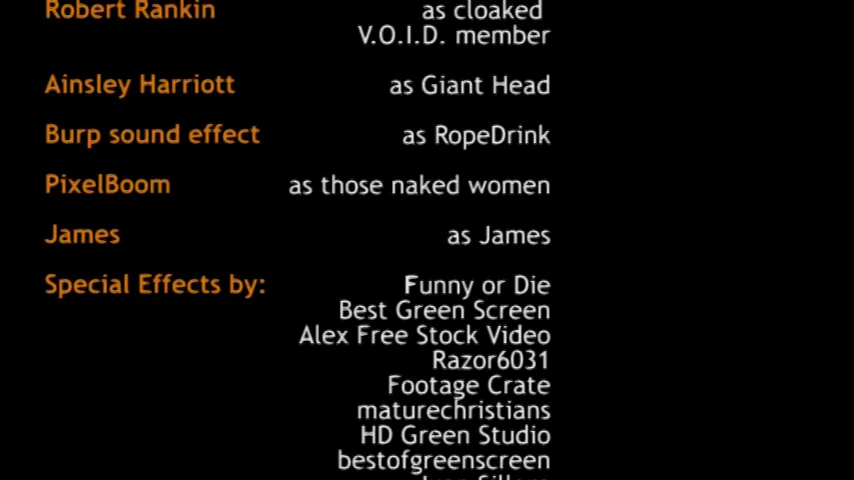 Robert Rankin as cloaked
V.O.I.D. member
Ainsley Harriott as Giant Head
Burp sound effect as RopeDrink
PixelBoom as those naked women
James as James
Special Effects by: Funny or Die
Best Green Screen
Alex Free Stock Video
Razor6031
Footage Crate
maturechristians
HD Green Studio
bestofgreenscreen